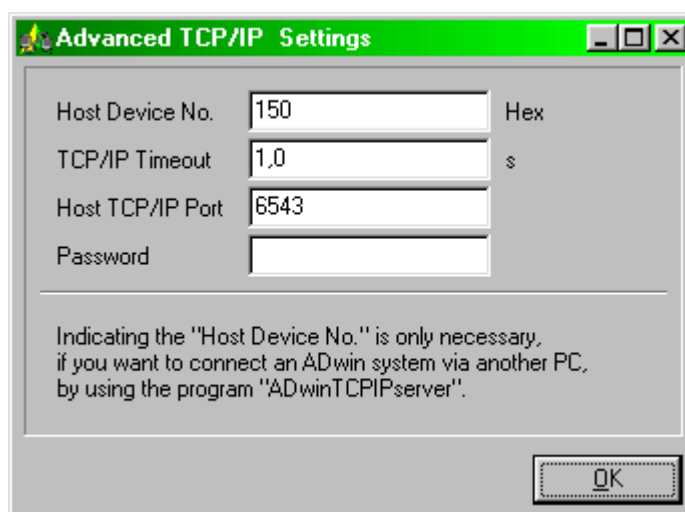 Advanced TCP/IP Settings
Host Device No. 150 Hex
TCP/IP Timeout 1,0 s
Host TCP/IP Port 6543
Password
Indicating the "Host Device No." is only necessary,
if you want to connect an ADwin system via another PC,
by using the program "ADwinTCPIPserver".
OK